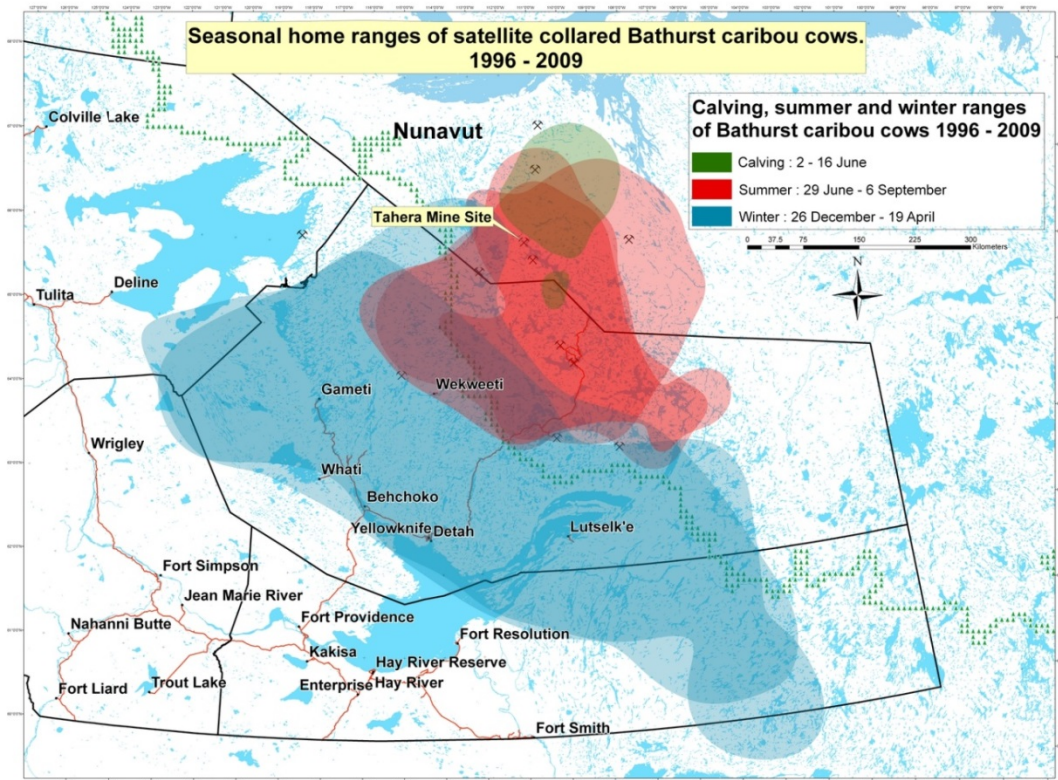 Seasonal home ranges of satellite collared Bathurst caribou cows.
1996 - 2009
Colville Lake
Nunavut
Calving, summer and winter ranges
of Bathurst caribou cows 1996 - 2009
Calving : 2 - 16 June
Summer : 29 June - 6 September
Winter : 26 December - 19 April
0 37.5 75 150 225 300
Kilometers
N
Tahera Mine Site
Deline
Tulita
Gameti
Wekweeti
Wrigley
Whati
Behchoko
Yellowknife
Detah
Lutselk'e
Fort Simpson
Jean Marie River
Fort Providence
Nahanni Butte
Fort Resolution
Kakisa
Hay River Reserve
Fort Liard
Trout Lake
Enterprise
Hay River
Fort Smith